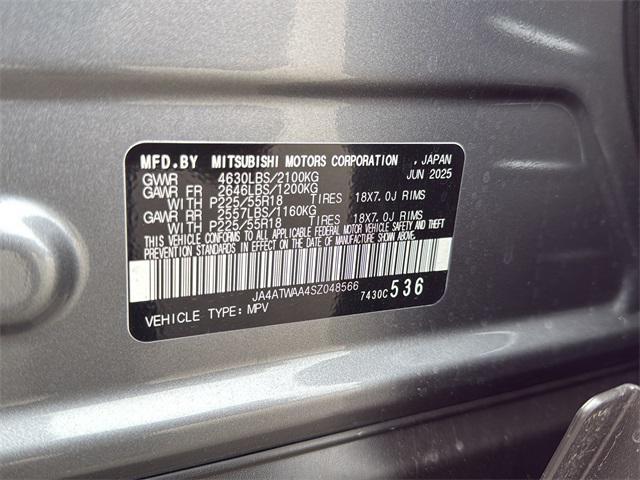 MFD.BY MITSUBISHI MOTORS CORPORATION , JAPAN
GVWR 4630LBS/2100KG JUN 2025
GAWR FR 2646LBS/1200KG
WITH P225/55R18 TIRES 18X7.0J RIMS
GAWR RR 2557LBS/1160KG
WITH P225/55R18 TIRES 18X7.0J RIMS
THIS VEHICLE CONFORMS TO ALL APPLICABLE FEDERAL MOTOR VEHICLE SAFETY AND THEFT
PREVENTION STANDARDS IN EFFECT ON THE DATE OF MANUFACTURE SHOWN ABOVE.
JA4ATWAA4SZ048566 7430C 536
VEHICLE TYPE: MPV